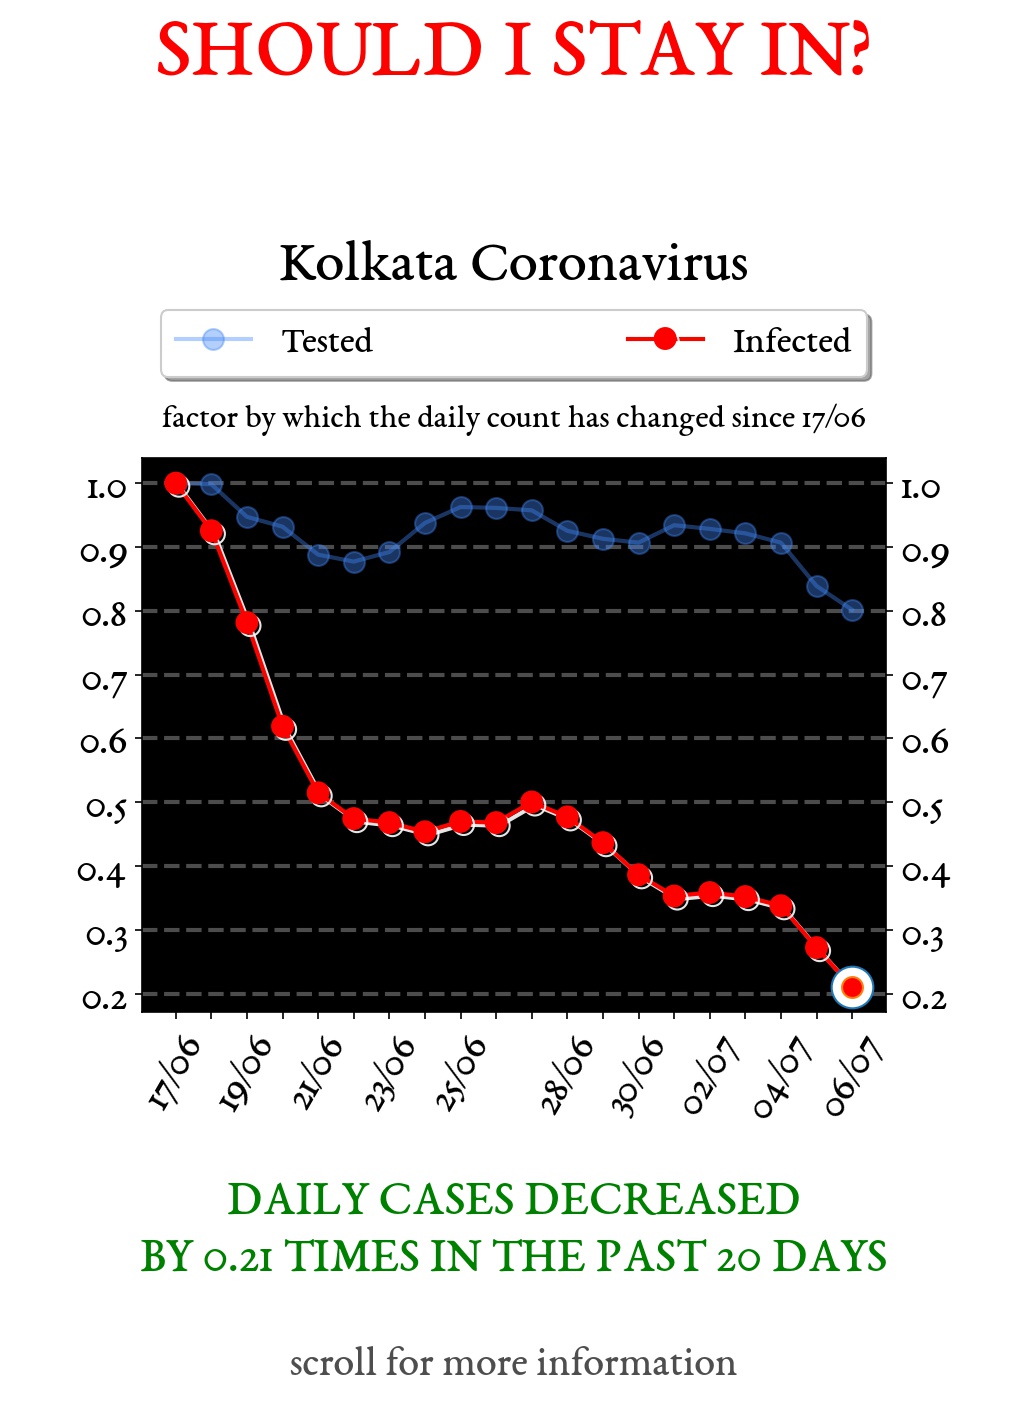 SHOULD I STAY IN?
Kolkata Coronavirus
Tested Infected
factor by which the daily count has changed since 17/06
1.0 1.0
0.9 0.9
0.8 0.8
0.7 0.7
0.6 0.6
0.5 0.5
0.4 0.4
0.3 0.3
0.2 0.2
17/06 19/06 21/06 23/06 25/06 28/06 30/06 02/07 04/07 06/07
DAILY CASES DECREASED
BY 0.21 TIMES IN THE PAST 20 DAYS
scroll for more information